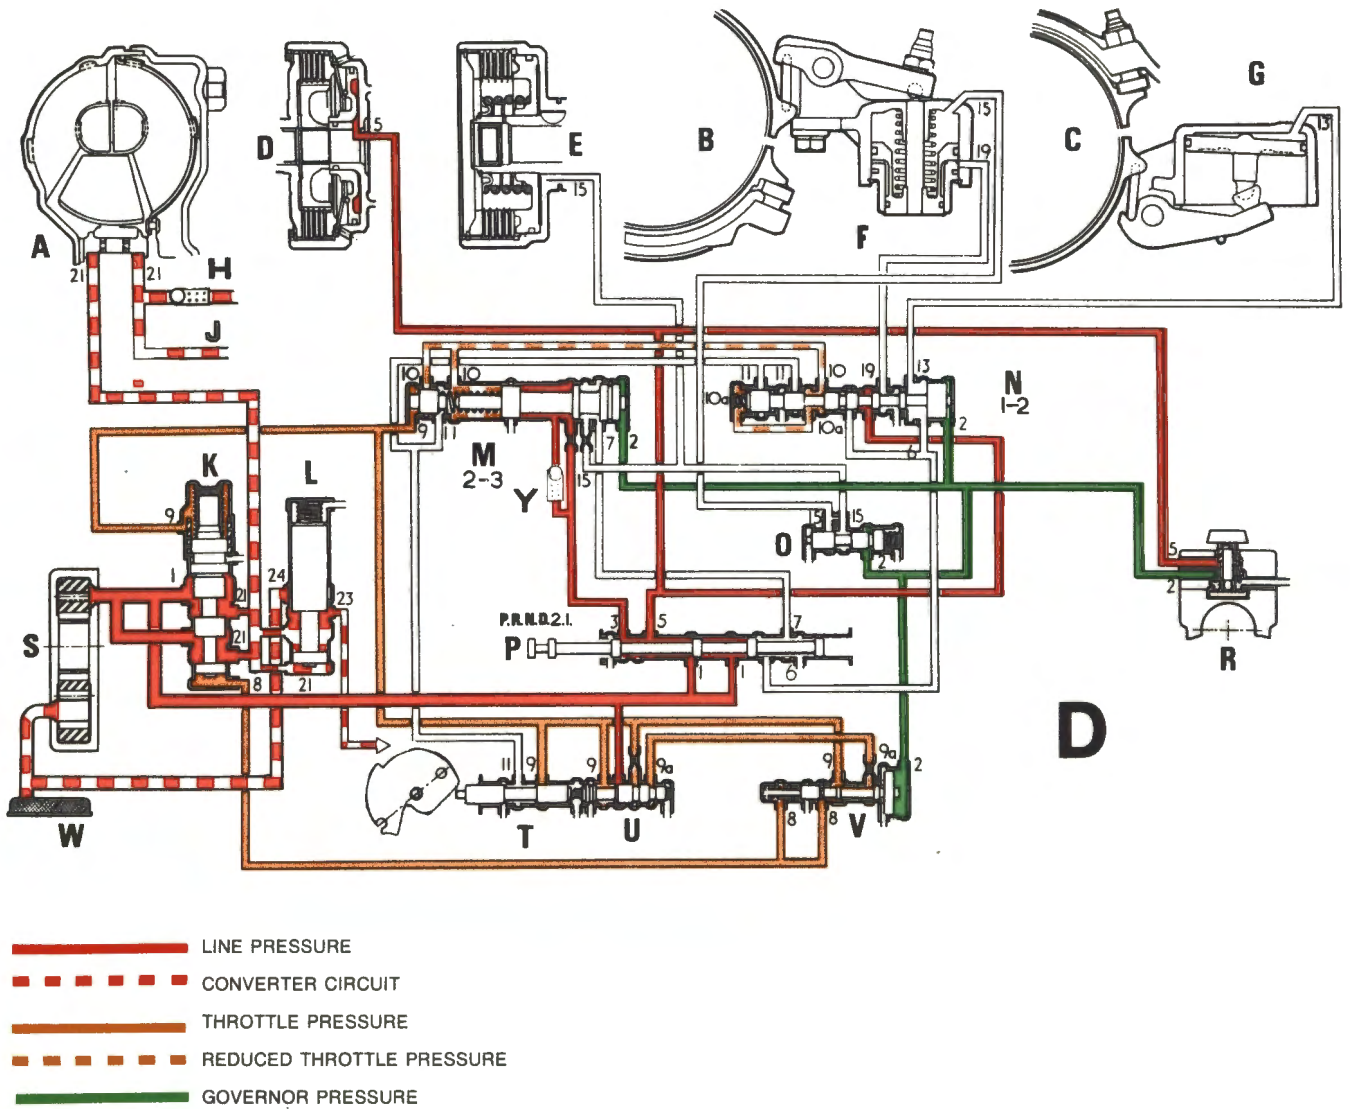 G
15
13
5
D
E
B
19
C
15
F
A
21
21
H
J
10
10
11
11
10
19
13
N
1-2
10a
9
11
M
2-3
7
2
10a
6
2
K
L
Y
15
9
5
15
O
2
5
2
R
1
21
24
23
P.R.N.D.2.1.
3
5
7
S
21
P
8
21
1
1
6
D
11
9
9
9a
9
9a
2
W
T
U
8
8
V
LINE PRESSURE
CONVERTER CIRCUIT
THROTTLE PRESSURE
REDUCED THROTTLE PRESSURE
GOVERNOR PRESSURE